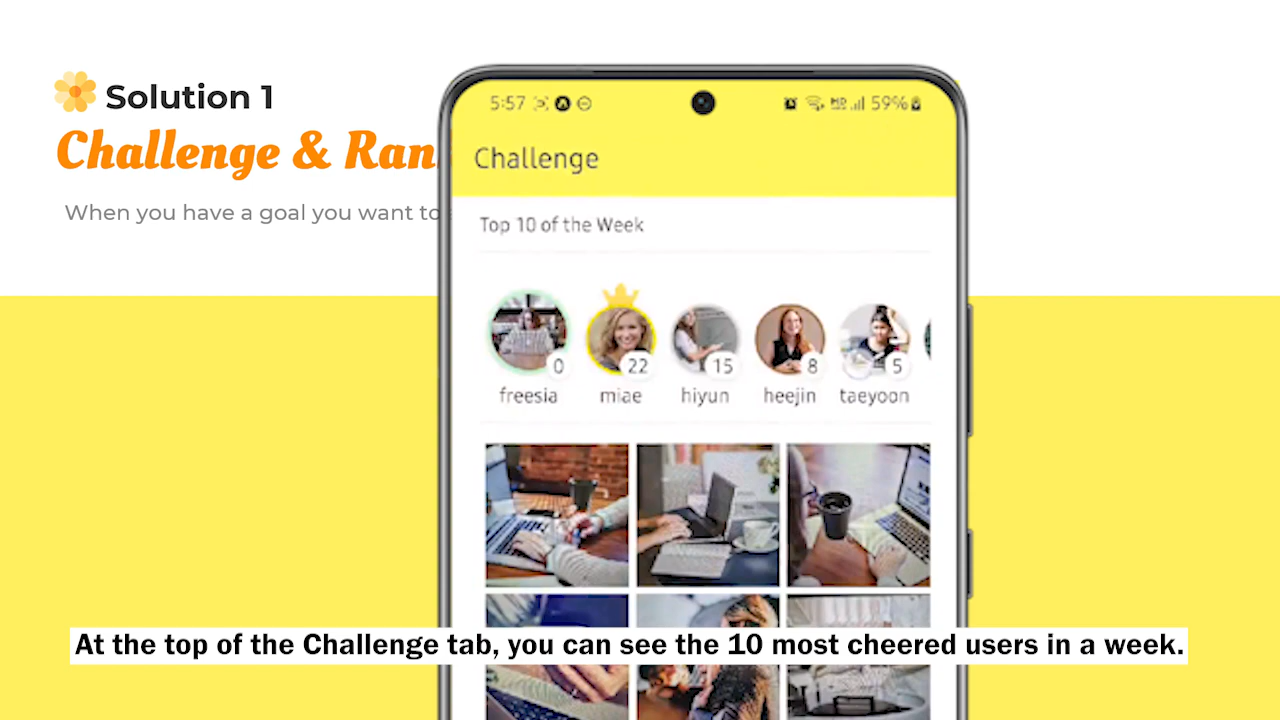 Solution 1
Challenge & Ran
When you have a goal you want to
5:57 59%
Challenge
Top 10 of the Week
0 22 15 8 5
freesia miae hiyun heejin taeyoon
At the top of the Challenge tab, you can see the 10 most cheered users in a week.